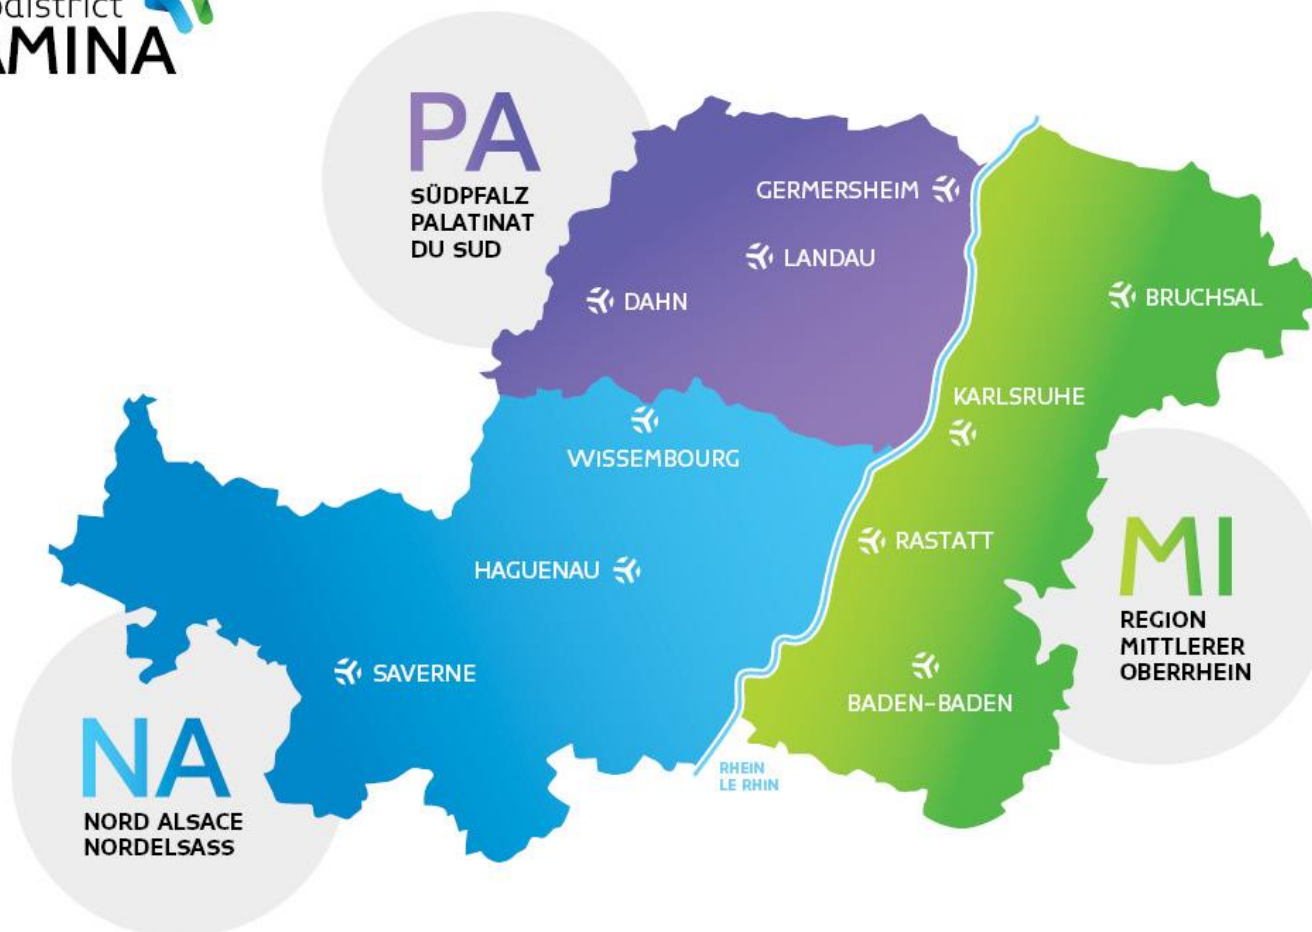 PA
SÜDPFALZ
PALATINAT
DU SUD
GERMERSHEIM
LANDAU
DAHN
BRUCHSAL
KARLSRUHE
WISSEMBOURG
RASTATT
HAGUENAU
MI
REGION
MITTLERER
OBERRHEIN
SAVERNE
BADEN-BADEN
NA
NORD ALSACE
NORDELSASS
RHEIN
LE RHIN